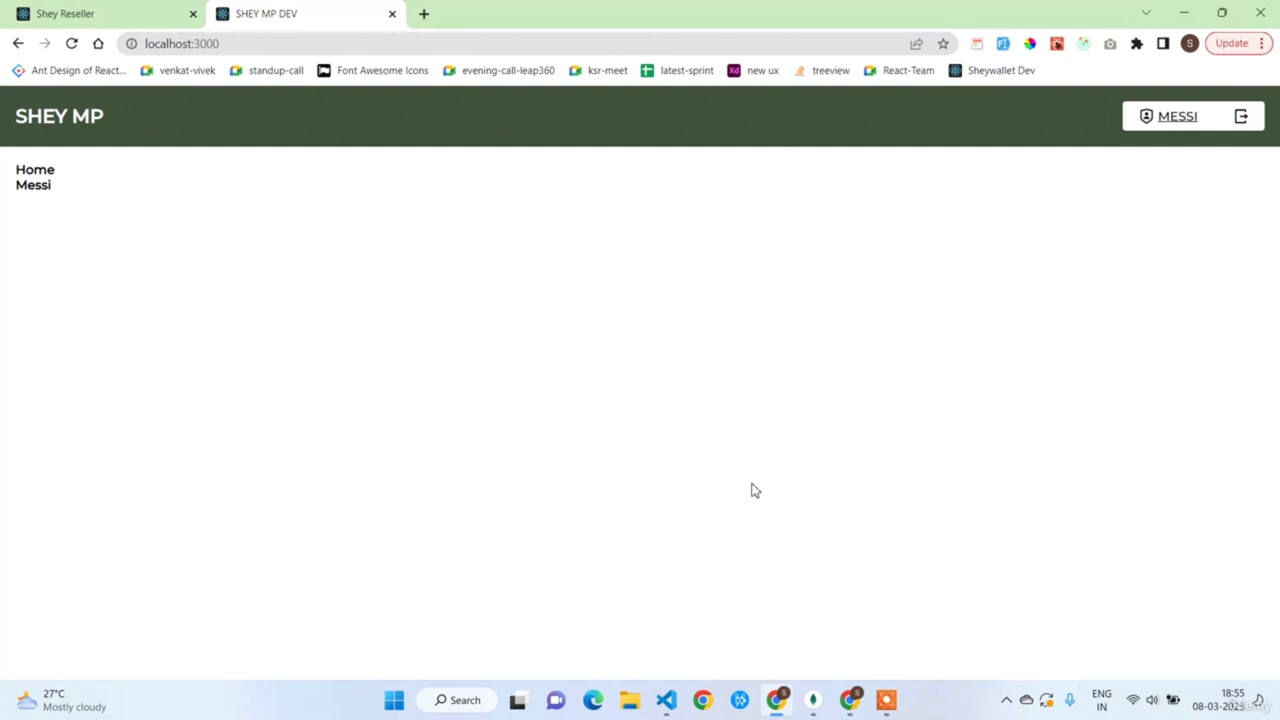 Shey Reseller
SHEY MP DEV
localhost:3000
Update
Ant Design of React...
venkat-vivek
standup-call
Font Awesome Icons
evening-call-leap360
ksr-meet
latest-sprint
Xd
new ux
treeview
React-Team
Sheywallet Dev
SHEY MP
MESSI
Home
Messi
27°C
Mostly cloudy
Search
ENG
IN
18:55
08-03-2023